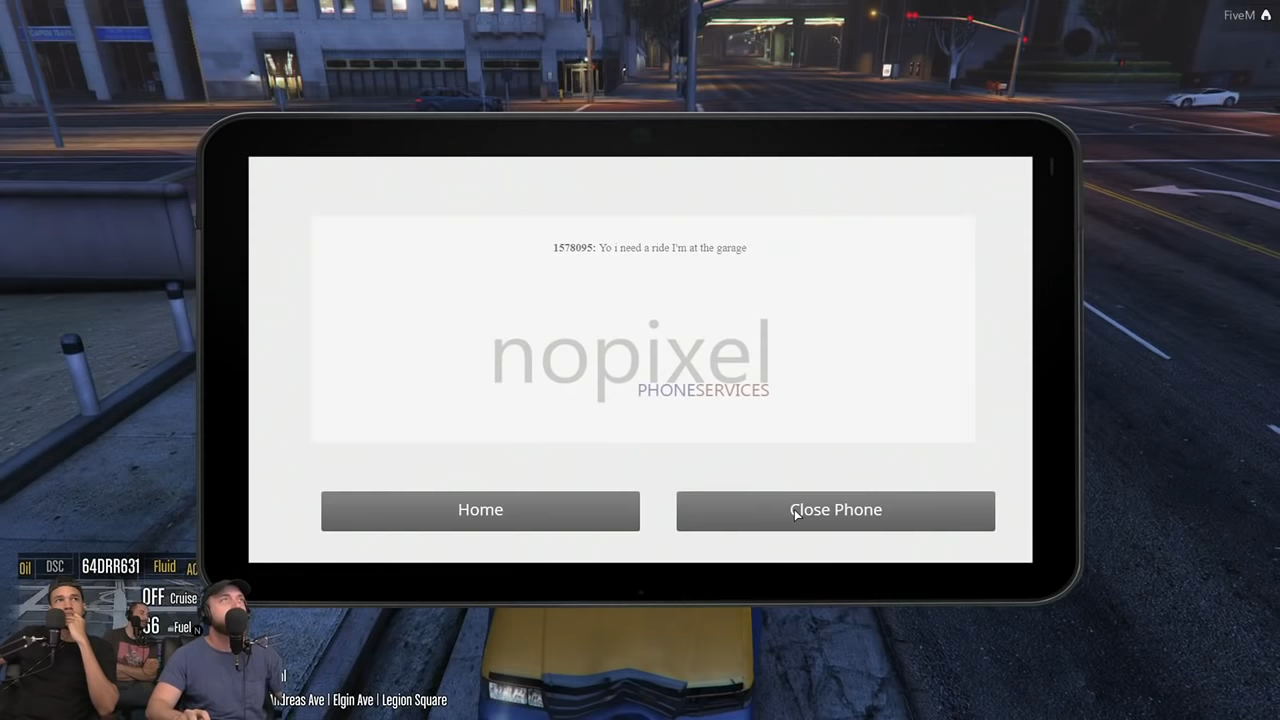 FiveM
1578095: Yo i need a ride I'm at the garage
nopixel
PHONESERVICES
Home
Close Phone
Oil DSC 64DRR631 Fluid
OFF Cruise
Fuel
Ave | Elgin Ave | Legion Square